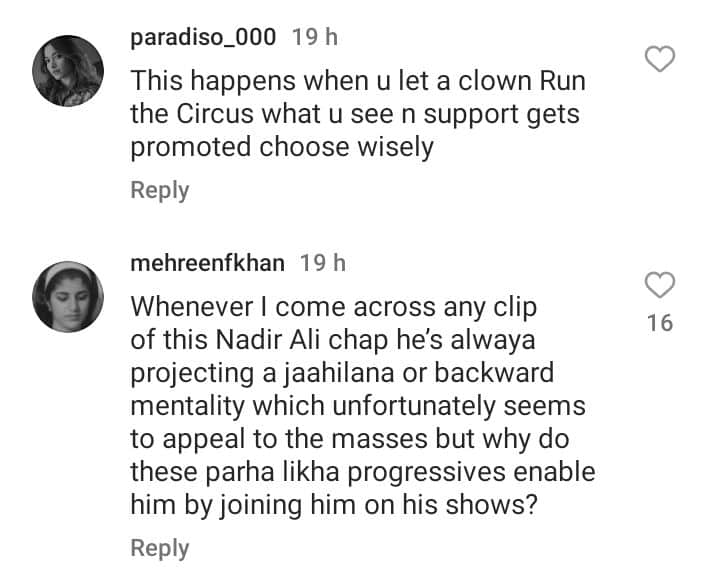 paradiso_000 19 h
This happens when u let a clown Run
the Circus what u see n support gets
promoted choose wisely
Reply
mehreenfkhan 19 h
Whenever I come across any clip
of this Nadir Ali chap he's alwaya
projecting a jaahilana or backward
mentality which unfortunately seems
to appeal to the masses but why do
these parha likha progressives enable
him by joining him on his shows?
16
Reply